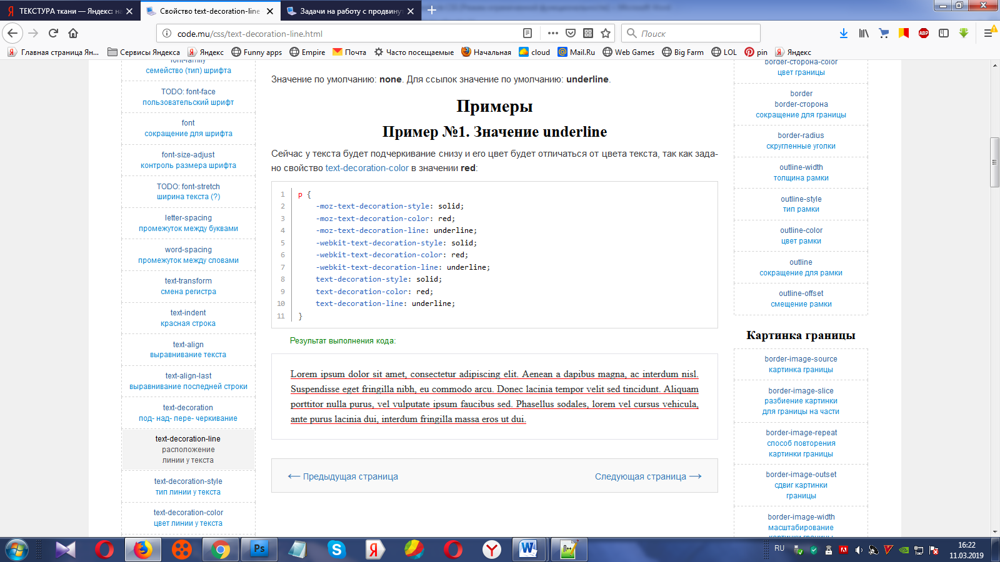 ТЕКСТУРА ткани — Яндекс: на
Свойство text-decoration-line
Задачи на работу с продвинут
code.mu/css/text-decoration-line.html
Поиск
Главная страница Ян...
Сервисы Яндекса
Яндекс
Funny apps
Empire
Почта
Часто посещаемые
Начальная
cloud
Mail.Ru
Web Games
Big Farm
LOL
pin
Яндекс
font-family
семейство (тип) шрифта
TODO: font-face
пользовательский шрифт
font
сокращение для шрифта
font-size-adjust
контроль размера шрифта
TODO: font-stretch
ширина текста (?)
letter-spacing
промежуток между буквами
word-spacing
промежуток между словами
text-transform
смена регистра
text-indent
красная строка
text-align
выравнивание текста
text-align-last
выравнивание последней строки
text-decoration
под- над- пере- черкивание
text-decoration-line
расположение
линии у текста
text-decoration-style
тип линии у текста
text-decoration-color
цвет линии у текста
Значение по умолчанию: none. Для ссылок значение по умолчанию: underline.
Примеры
Пример №1. Значение underline
Сейчас у текста будет подчеркивание снизу и его цвет будет отличаться от цвета текста, так как зада-
но свойство text-decoration-color в значении red:
1 p {
2 -moz-text-decoration-style: solid;
3 -moz-text-decoration-color: red;
4 -moz-text-decoration-line: underline;
5 -webkit-text-decoration-style: solid;
6 -webkit-text-decoration-color: red;
7 -webkit-text-decoration-line: underline;
8 text-decoration-style: solid;
9 text-decoration-color: red;
10 text-decoration-line: underline;
11 }
Результат выполнения кода:
Lorem ipsum dolor sit amet, consectetur adipiscing elit. Aenean a dapibus magna, ac interdum nisl.
Suspendisse eget fringilla nibh, eu commodo arcu. Donec lacinia tempor velit sed tincidunt. Aliquam
porttitor nulla purus, vel vulputate ipsum faucibus sed. Phasellus sodales, lorem vel cursus vehicula,
ante purus lacinia dui, interdum fringilla massa eros ut dui.
⟵ Предыдущая страница
Следующая страница ⟶
border-сторона-color
цвет границы
border
border-сторона
сокращение для границы
border-radius
скругленные уголки
outline-width
толщина рамки
outline-style
тип рамки
outline-color
цвет рамки
outline
сокращение для рамки
outline-offset
смещение рамки
Картинка границы
border-image-source
картинка границы
border-image-slice
разбиение картинки
для границы на части
border-image-repeat
способ повторения
картинки границы
border-image-outset
сдвиг картинки
границы
border-image-width
масштабирование
картинки границы
RU
16:22
11.03.2019